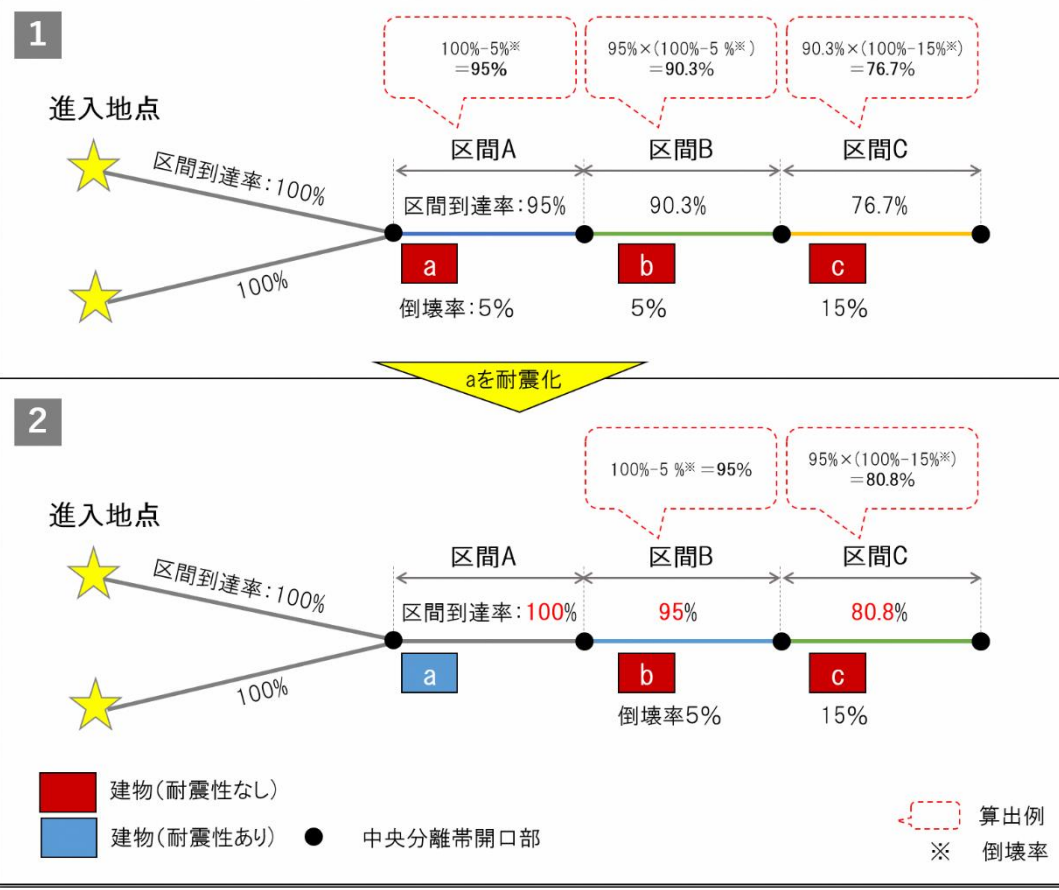 1
100%-5%※
=95%
95%×(100%-5 %※)
=90.3%
90.3%×(100%-15%※)
=76.7%
進入地点
区間A
区間B
区間C
区間到達率:100%
区間到達率:95%
90.3%
76.7%
100%
a
b
c
倒壊率:5%
5%
15%
aを耐震化
2
100%-5 %※=95%
95%×(100%-15%※)
=80.8%
進入地点
区間A
区間B
区間C
区間到達率:100%
区間到達率:100%
95%
80.8%
100%
a
b
c
倒壊率5%
15%
建物(耐震性なし)
建物(耐震性あり)
中央分離帯開口部
算出例
※ 倒壊率